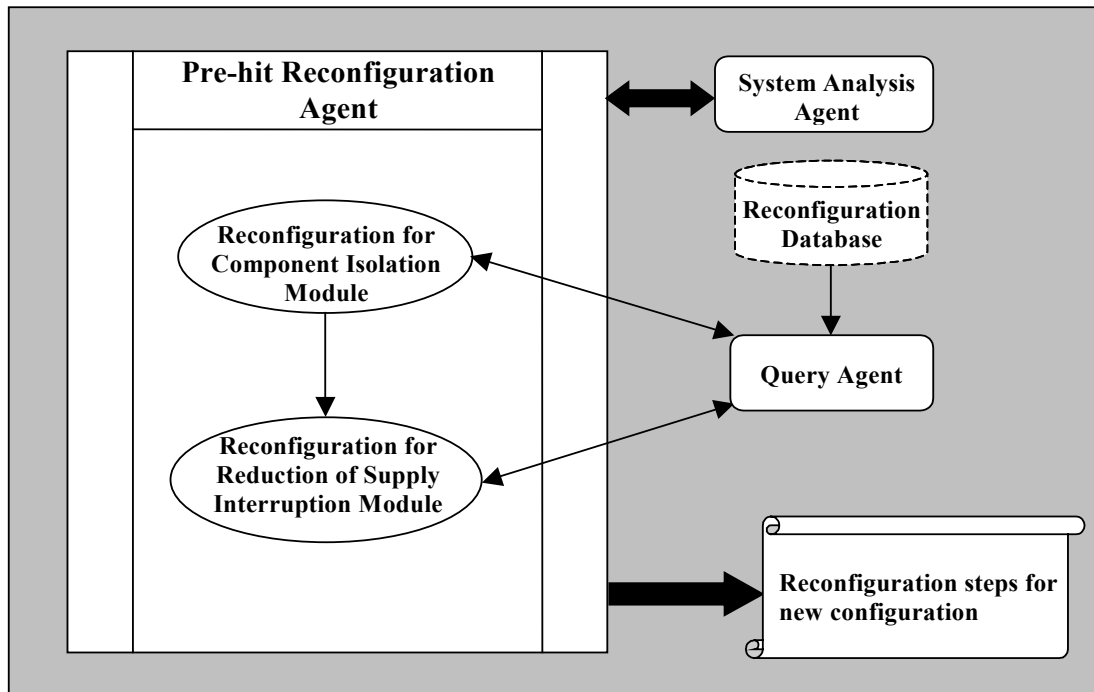 Pre-hit Reconfiguration
Agent
System Analysis
Agent
Reconfiguration
Database
Reconfiguration for
Component Isolation
Module
Query Agent
Reconfiguration for
Reduction of Supply
Interruption Module
Reconfiguration steps for
new configuration